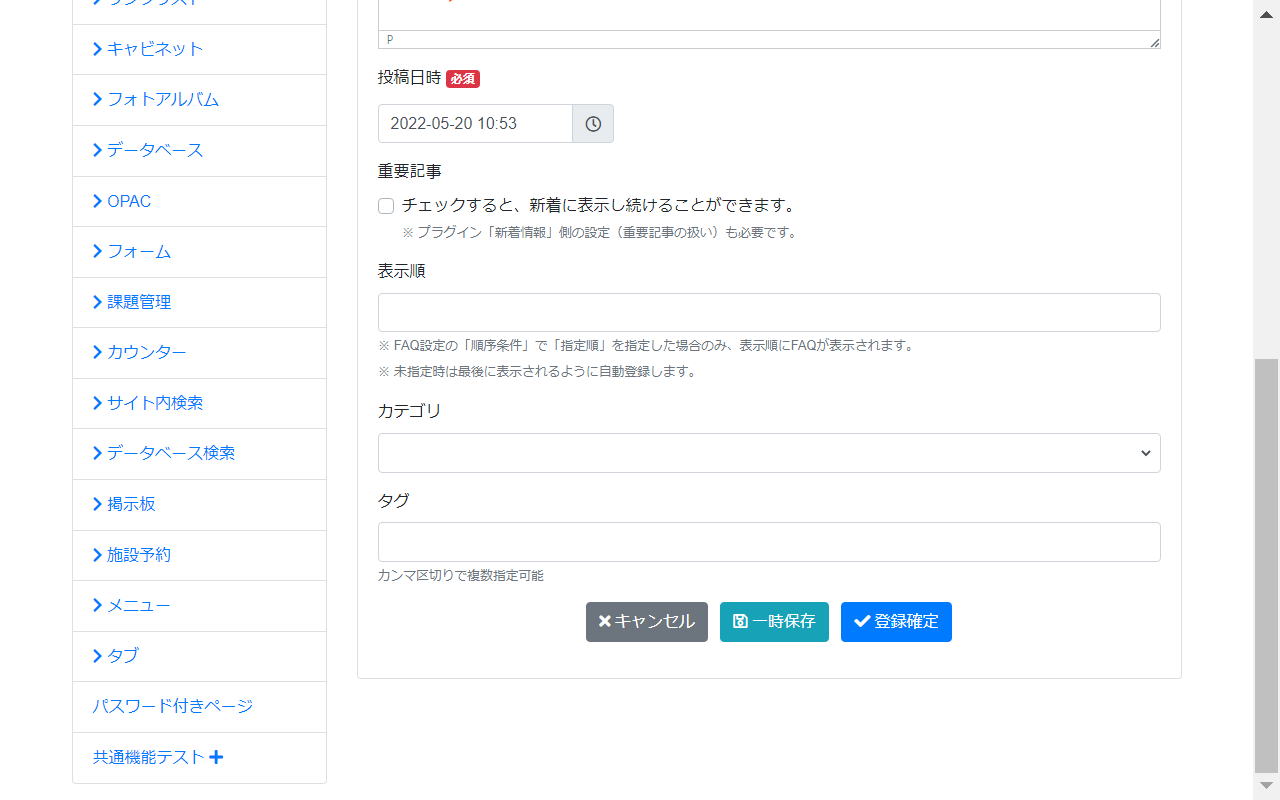 キャビネット
フォトアルバム
データベース
OPAC
フォーム
課題管理
カウンター
サイト内検索
データベース検索
掲示板
施設予約
メニュー
タブ
パスワード付きページ
共通機能テスト
P
投稿日時 必須
2022-05-20 10:53
重要記事
チェックすると、新着に表示し続けることができます。
※ プラグイン「新着情報」側の設定（重要記事の扱い）も必要です。
表示順
※ FAQ設定の「順序条件」で「指定順」を指定した場合のみ、表示順にFAQが表示されます。
※ 未指定時は最後に表示されるように自動登録します。
カテゴリ
タグ
カンマ区切りで複数指定可能
キャンセル 一時保存 登録確定